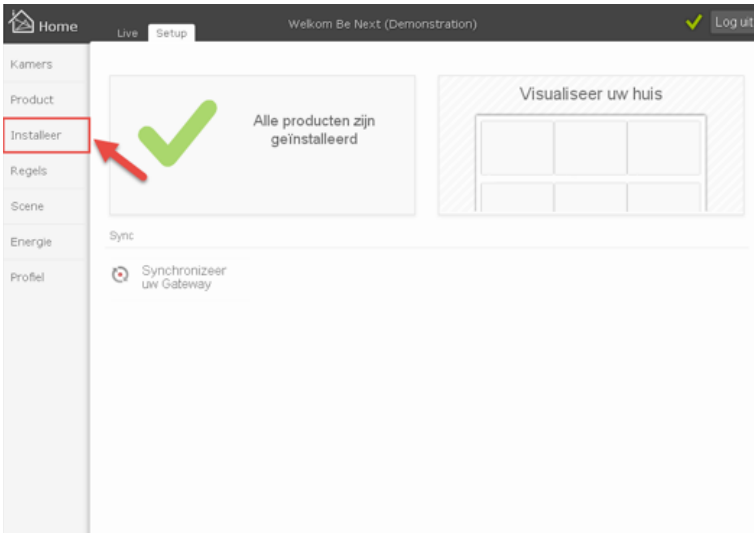 Home
Live Setup
Welkom Be Next (Demonstration)
Log uit
Kamers
Product
Installeer
Regels
Scene
Energie
Profiel
Alle producten zijn
geïnstalleerd
Visualiseer uw huis
Sync
Synchronizeer
uw Gateway